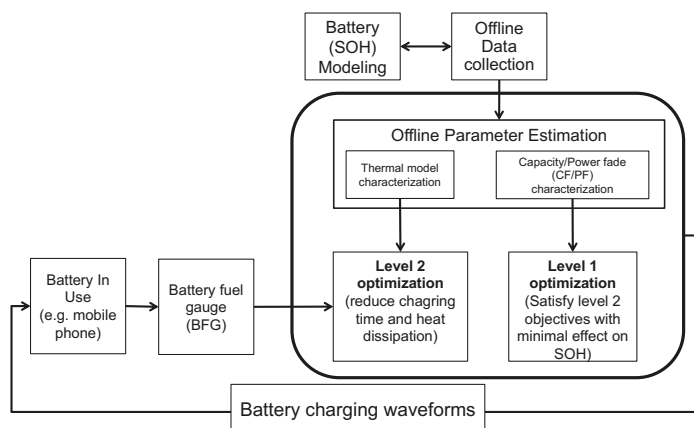 Battery
(SOH)
Modeling
Offline
Data
collection
Offline Parameter Estimation
Thermal model
characterization
Capacity/Power fade
(CF/PF)
characterization
Battery In
Use
(e.g. mobile
phone)
Battery fuel
gauge
(BFG)
Level 2
optimization
(reduce chagring
time and heat
dissipation)
Level 1
optimization
(Satisfy level 2
objectives with
minimal effect on
SOH)
Battery charging waveforms